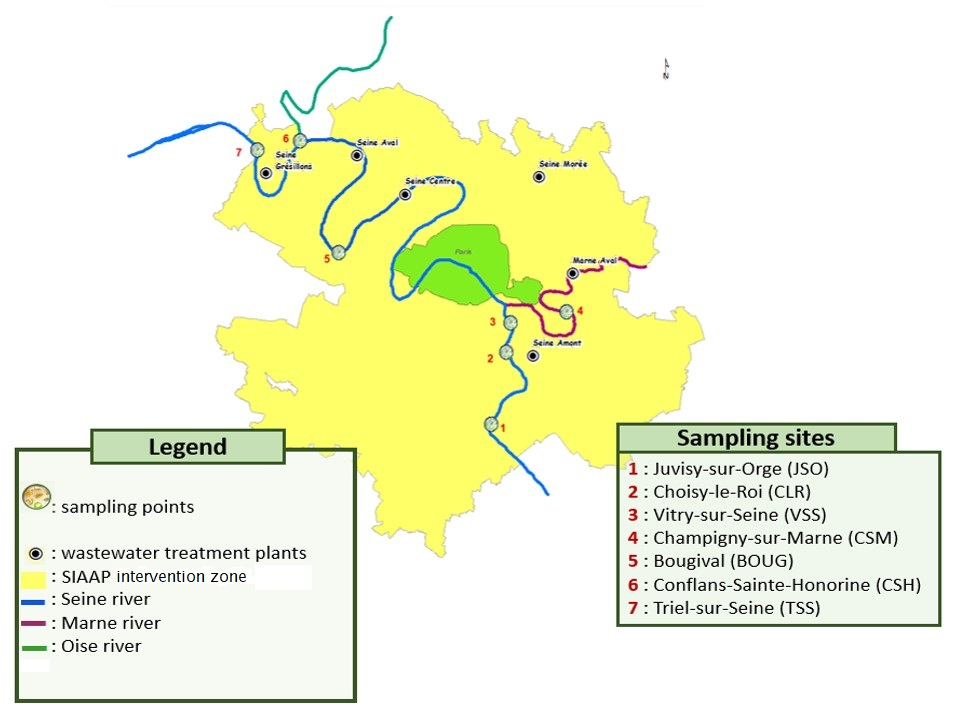 N
6
Seine Aval
7
Seine
Grésillons
Seine Morée
Seine Centre
5
Paris
Marne Aval
4
3
2
Seine Amont
1
Legend
: sampling points
: wastewater treatment plants
: SIAAP intervention zone
: Seine river
: Marne river
: Oise river
Sampling sites
1 : Juvisy-sur-Orge (JSO)
2 : Choisy-le-Roi (CLR)
3 : Vitry-sur-Seine (VSS)
4 : Champigny-sur-Marne (CSM)
5 : Bougival (BOUG)
6 : Conflans-Sainte-Honorine (CSH)
7 : Triel-sur-Seine (TSS)